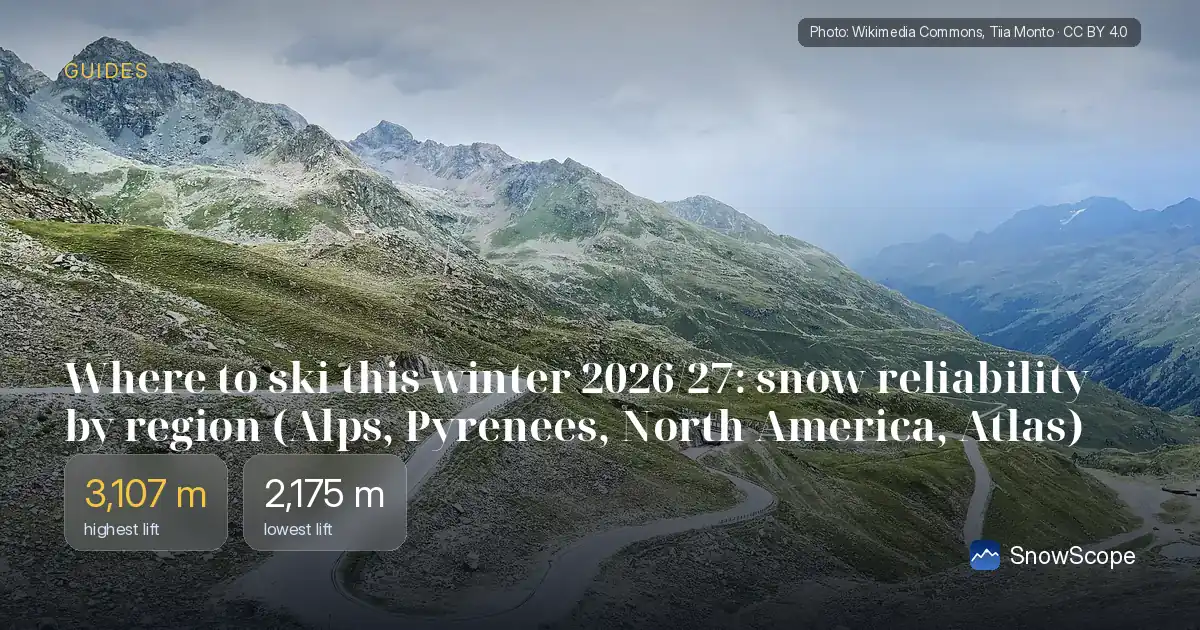 Photo: Wikimedia Commons, Tiia Monto · CC BY 4.0
GUIDES
Where to ski this winter 2026 27: snow reliability
by region (Alps, Pyrenees, North America, Atlas)
3,107 m
highest lift
2,175 m
lowest lift
SnowScope